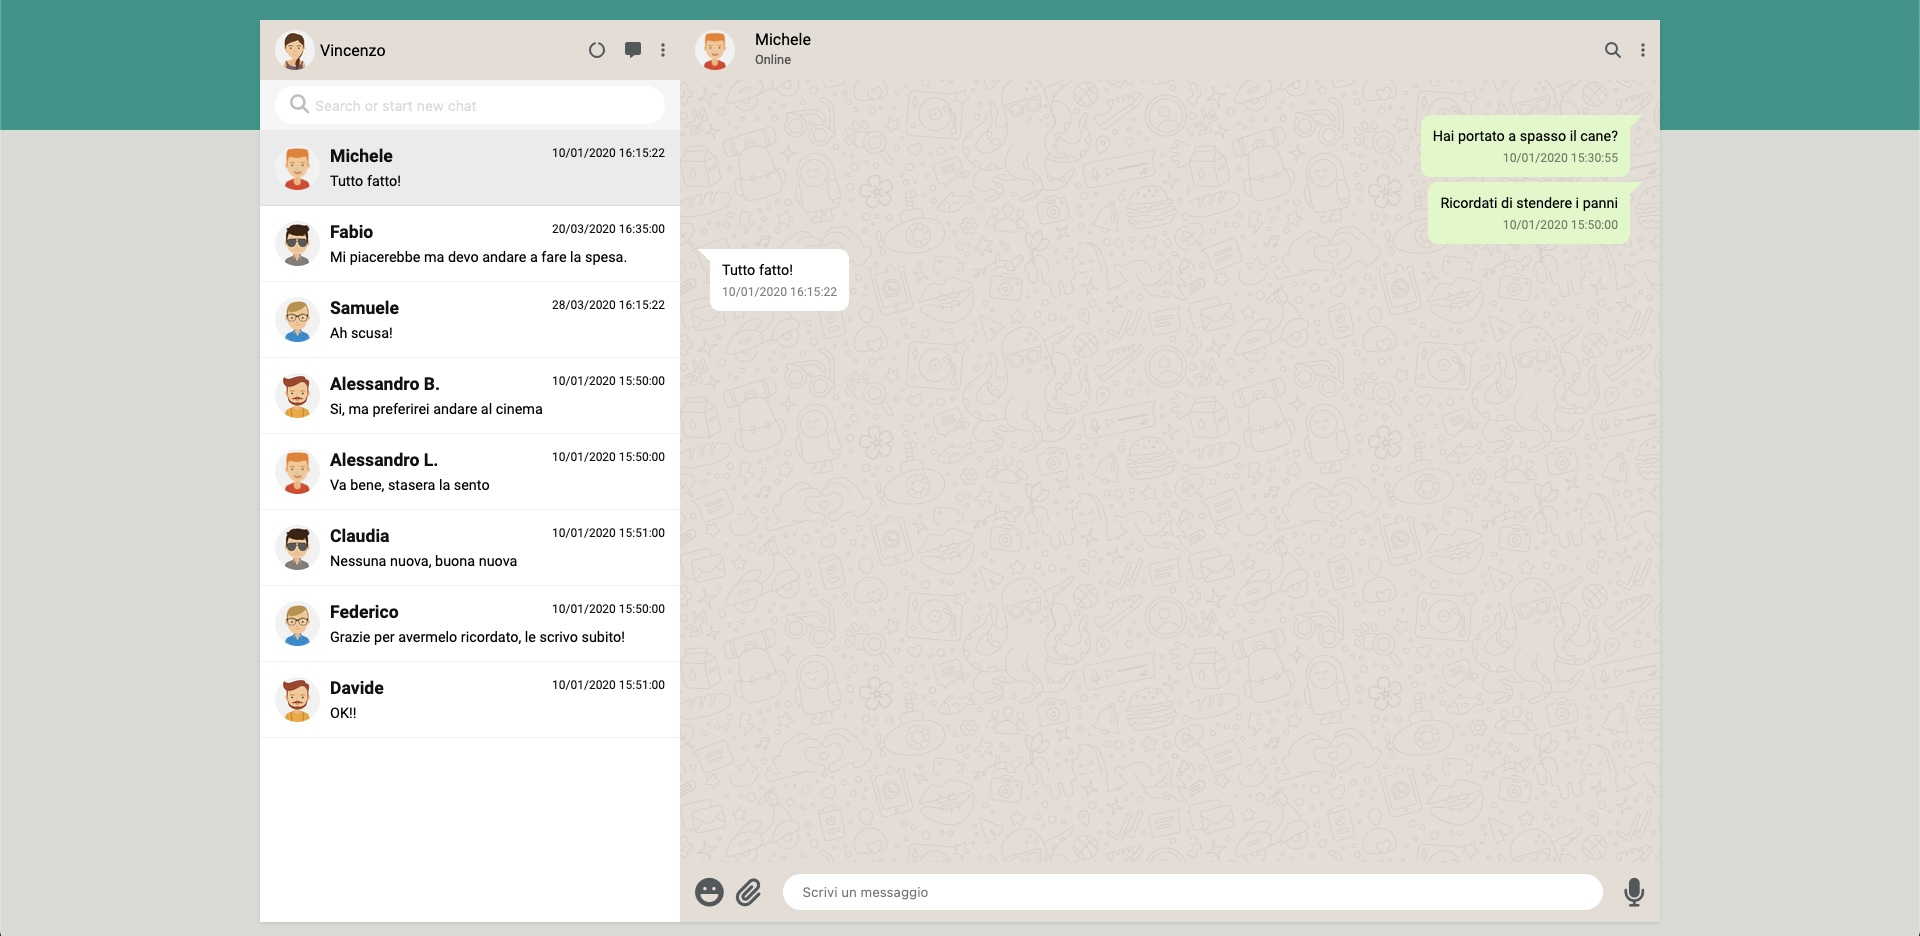 Vincenzo
Search or start new chat
Michele
10/01/2020 16:15:22
Tutto fatto!
Fabio
20/03/2020 16:35:00
Mi piacerebbe ma devo andare a fare la spesa.
Samuele
28/03/2020 16:15:22
Ah scusa!
Alessandro B.
10/01/2020 15:50:00
Si, ma preferirei andare al cinema
Alessandro L.
10/01/2020 15:50:00
Va bene, stasera la sento
Claudia
10/01/2020 15:51:00
Nessuna nuova, buona nuova
Federico
10/01/2020 15:50:00
Grazie per avermelo ricordato, le scrivo subito!
Davide
10/01/2020 15:51:00
OK!!
Michele
Online
Hai portato a spasso il cane?
10/01/2020 15:30:55
Ricordati di stendere i panni
10/01/2020 15:50:00
Tutto fatto!
10/01/2020 16:15:22
Scrivi un messaggio